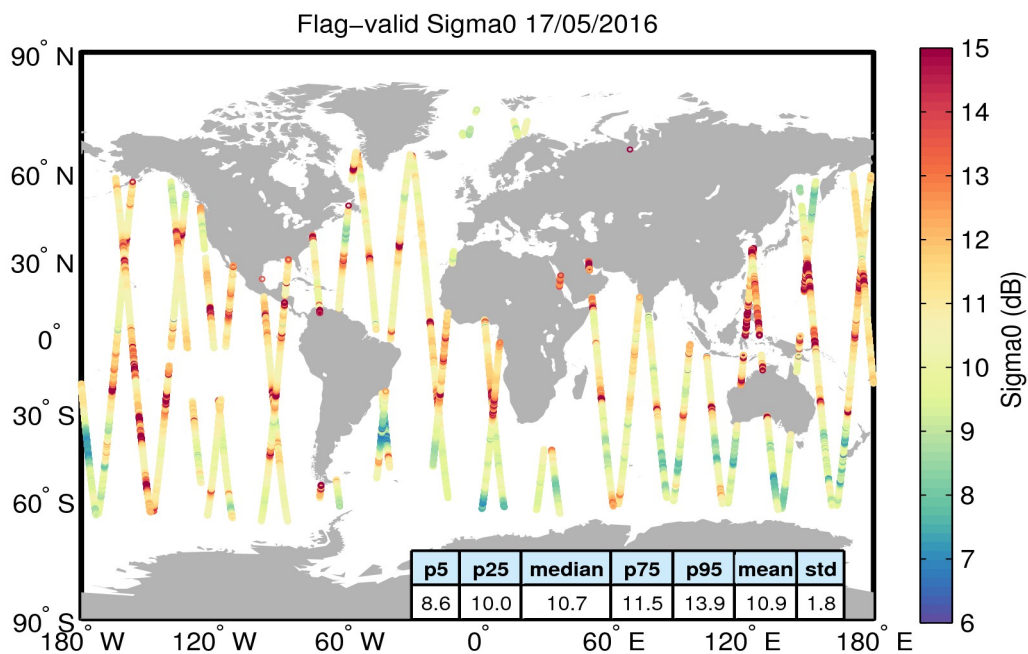 Flag−valid Sigma0 17/05/2016
90° N
60° N
30° N
0°
30° S
60° S
90° S
180° W
120° W
60° W
0°
60° E
120° E
180° E
p5 p25 median p75 p95 mean std
8.6 10.0 10.7 11.5 13.9 10.9 1.8
15
14
13
12
11
10
9
8
7
6
Sigma0 (dB)